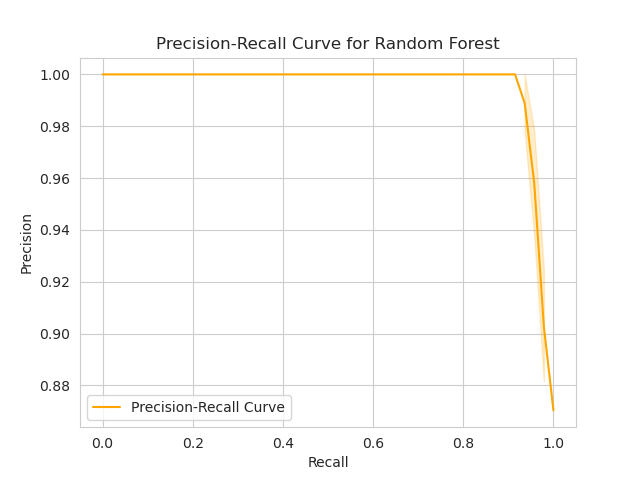 Precision-Recall Curve for Random Forest
1.00
0.98
0.96
0.94
0.92
0.90
0.88
Precision
Precision-Recall Curve
0.0 0.2 0.4 0.6 0.8 1.0
Recall